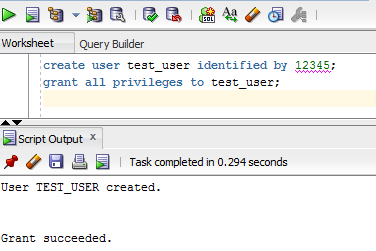 Worksheet Query Builder
create user test_user identified by 12345;
grant all privileges to test_user;
Script Output x
Task completed in 0.294 seconds
User TEST_USER created.
Grant succeeded.